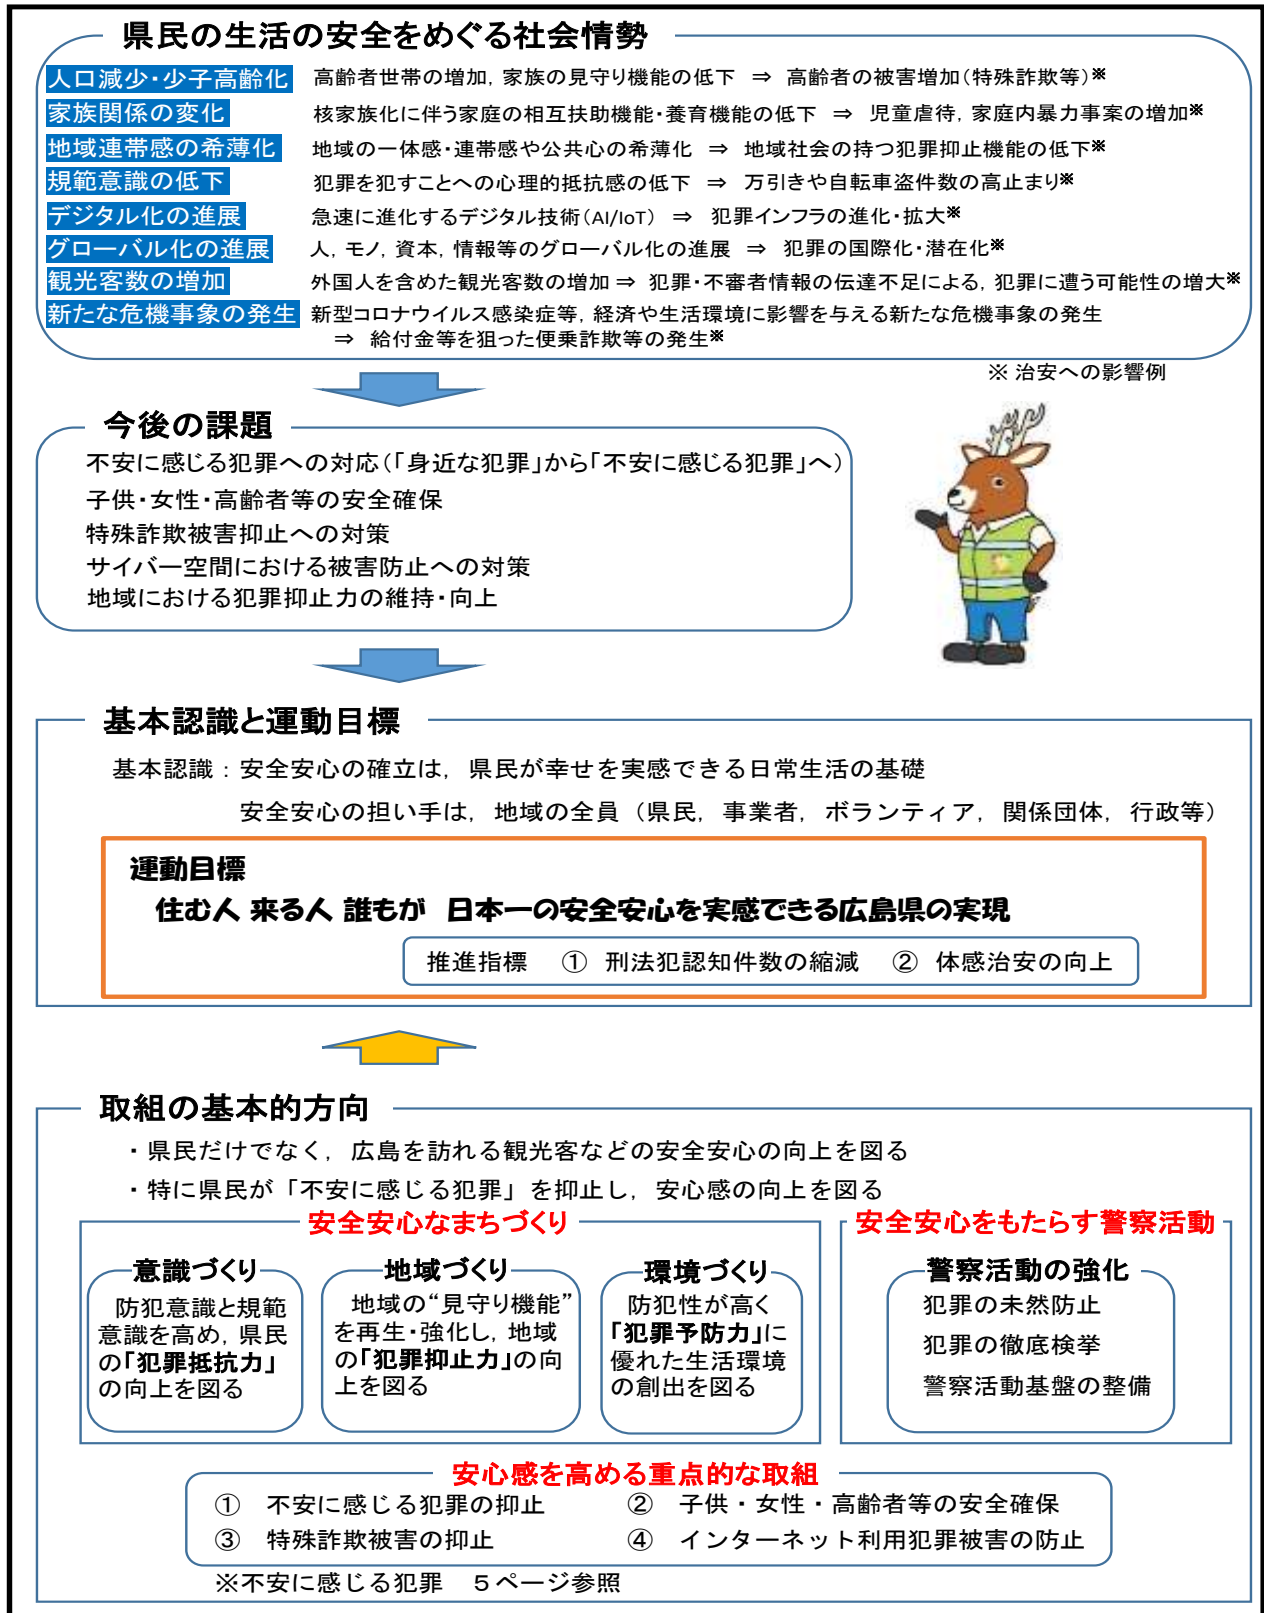 県民の生活の安全をめぐる社会情勢
人口減少・少子高齢化 高齢者世帯の増加，家族の見守り機能の低下 ⇒ 高齢者の被害増加（特殊詐欺等）※
家族関係の変化 核家族化に伴う家庭の相互扶助機能・養育機能の低下 ⇒ 児童虐待，家庭内暴力事案の増加※
地域連帯感の希薄化 地域の一体感・連帯感や公共心の希薄化 ⇒ 地域社会の持つ犯罪抑止機能の低下※
規範意識の低下 犯罪を犯すことへの心理的抵抗感の低下 ⇒ 万引きや自転車盗件数の高止まり※
デジタル化の進展 急速に進化するデジタル技術（AI/IoT） ⇒ 犯罪インフラの進化・拡大※
グローバル化の進展 人，モノ，資本，情報等のグローバル化の進展 ⇒ 犯罪の国際化・潜在化※
観光客数の増加 外国人を含めた観光客数の増加 ⇒ 犯罪・不審者情報の伝達不足による，犯罪に遭う可能性の増大※
新たな危機事象の発生 新型コロナウイルス感染症等，経済や生活環境に影響を与える新たな危機事象の発生
⇒ 給付金等を狙った便乗詐欺等の発生※
※ 治安への影響例
今後の課題
不安に感じる犯罪への対応（「身近な犯罪」から「不安に感じる犯罪」へ）
子供・女性・高齢者等の安全確保
特殊詐欺被害抑止への対策
サイバー空間における被害防止への対策
地域における犯罪抑止力の維持・向上
基本認識と運動目標
基本認識：安全安心の確立は，県民が幸せを実感できる日常生活の基礎
安全安心の担い手は，地域の全員（県民，事業者，ボランティア，関係団体，行政等）
運動目標
住む人 来る人 誰もが 日本一の安全安心を実感できる広島県の実現
推進指標 ① 刑法犯認知件数の縮減 ② 体感治安の向上
取組の基本的方向
・県民だけでなく，広島を訪れる観光客などの安全安心の向上を図る
・特に県民が「不安に感じる犯罪」を抑止し，安心感の向上を図る
安全安心なまちづくり
意識づくり
防犯意識と規範
意識を高め，県民
の「犯罪抵抗力」
の向上を図る
地域づくり
地域の“見守り機能”
を再生・強化し，地域
の「犯罪抑止力」の向
上を図る
環境づくり
防犯性が高く
「犯罪予防力」に
優れた生活環境
の創出を図る
安全安心をもたらす警察活動
警察活動の強化
犯罪の未然防止
犯罪の徹底検挙
警察活動基盤の整備
安心感を高める重点的な取組
① 不安に感じる犯罪の抑止 ② 子供・女性・高齢者等の安全確保
③ 特殊詐欺被害の抑止 ④ インターネット利用犯罪被害の防止
※不安に感じる犯罪 ５ページ参照